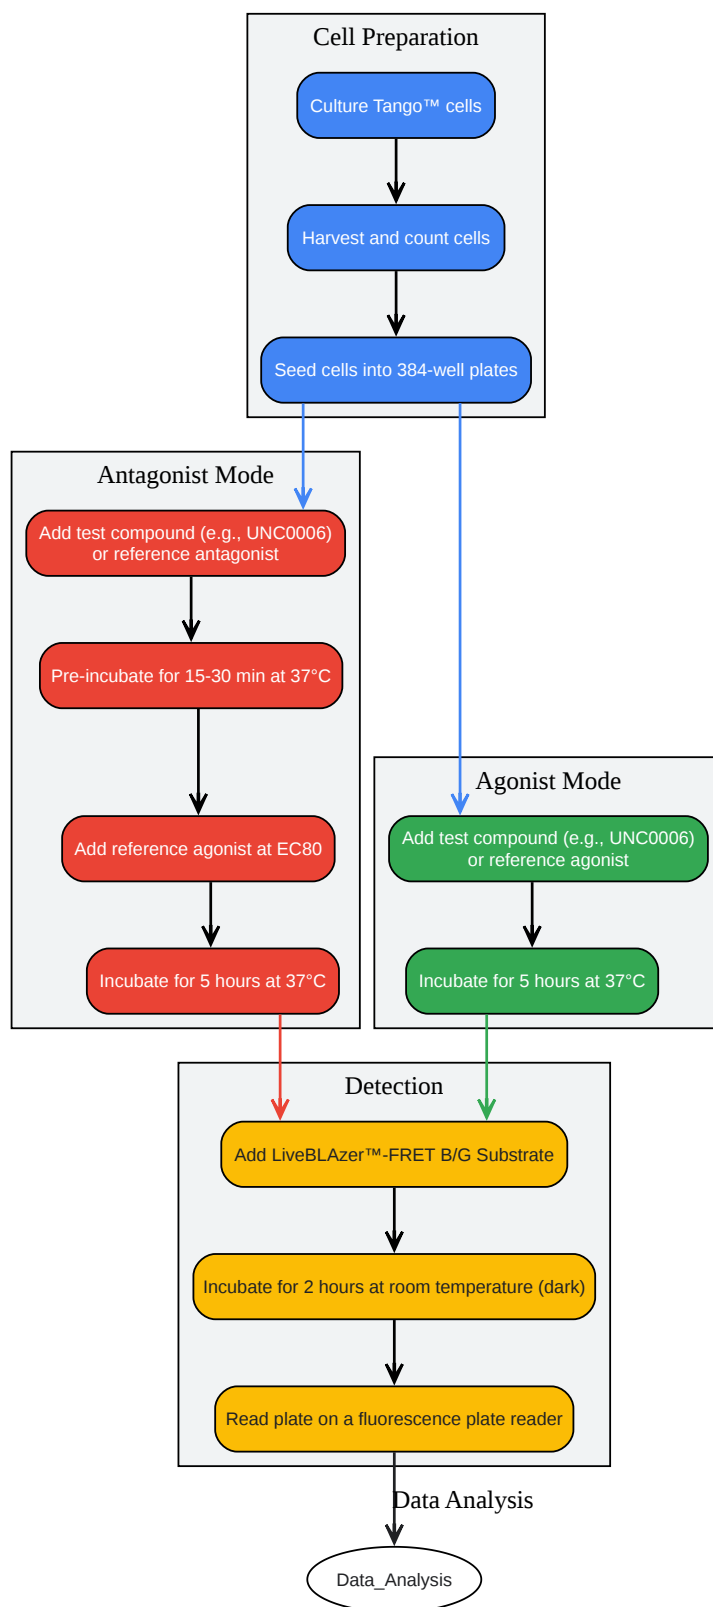 Cell Preparation
Culture Tango™ cells
Harvest and count cells
Seed cells into 384-well plates
Antagonist Mode
Add test compound (e.g., UNC0006)
or reference antagonist
Pre-incubate for 15-30 min at 37°C
Add reference agonist at EC80
Incubate for 5 hours at 37°C
Agonist Mode
Add test compound (e.g., UNC0006)
or reference agonist
Incubate for 5 hours at 37°C
Detection
Add LiveBLAzer™-FRET B/G Substrate
Incubate for 2 hours at room temperature (dark)
Read plate on a fluorescence plate reader
Data Analysis
Data_Analysis